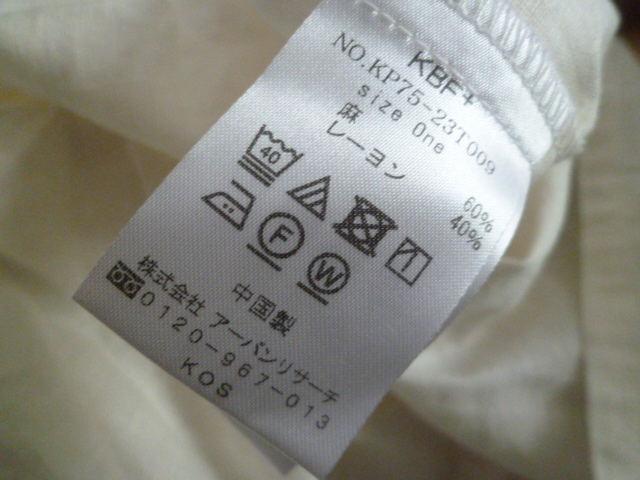 KBF+
NO.KP75-23T009
size One
麻 60%
レーヨン 40%
40
F
W
中国製
株式会社 アーバンリサーチ
0120-967-013
KOS